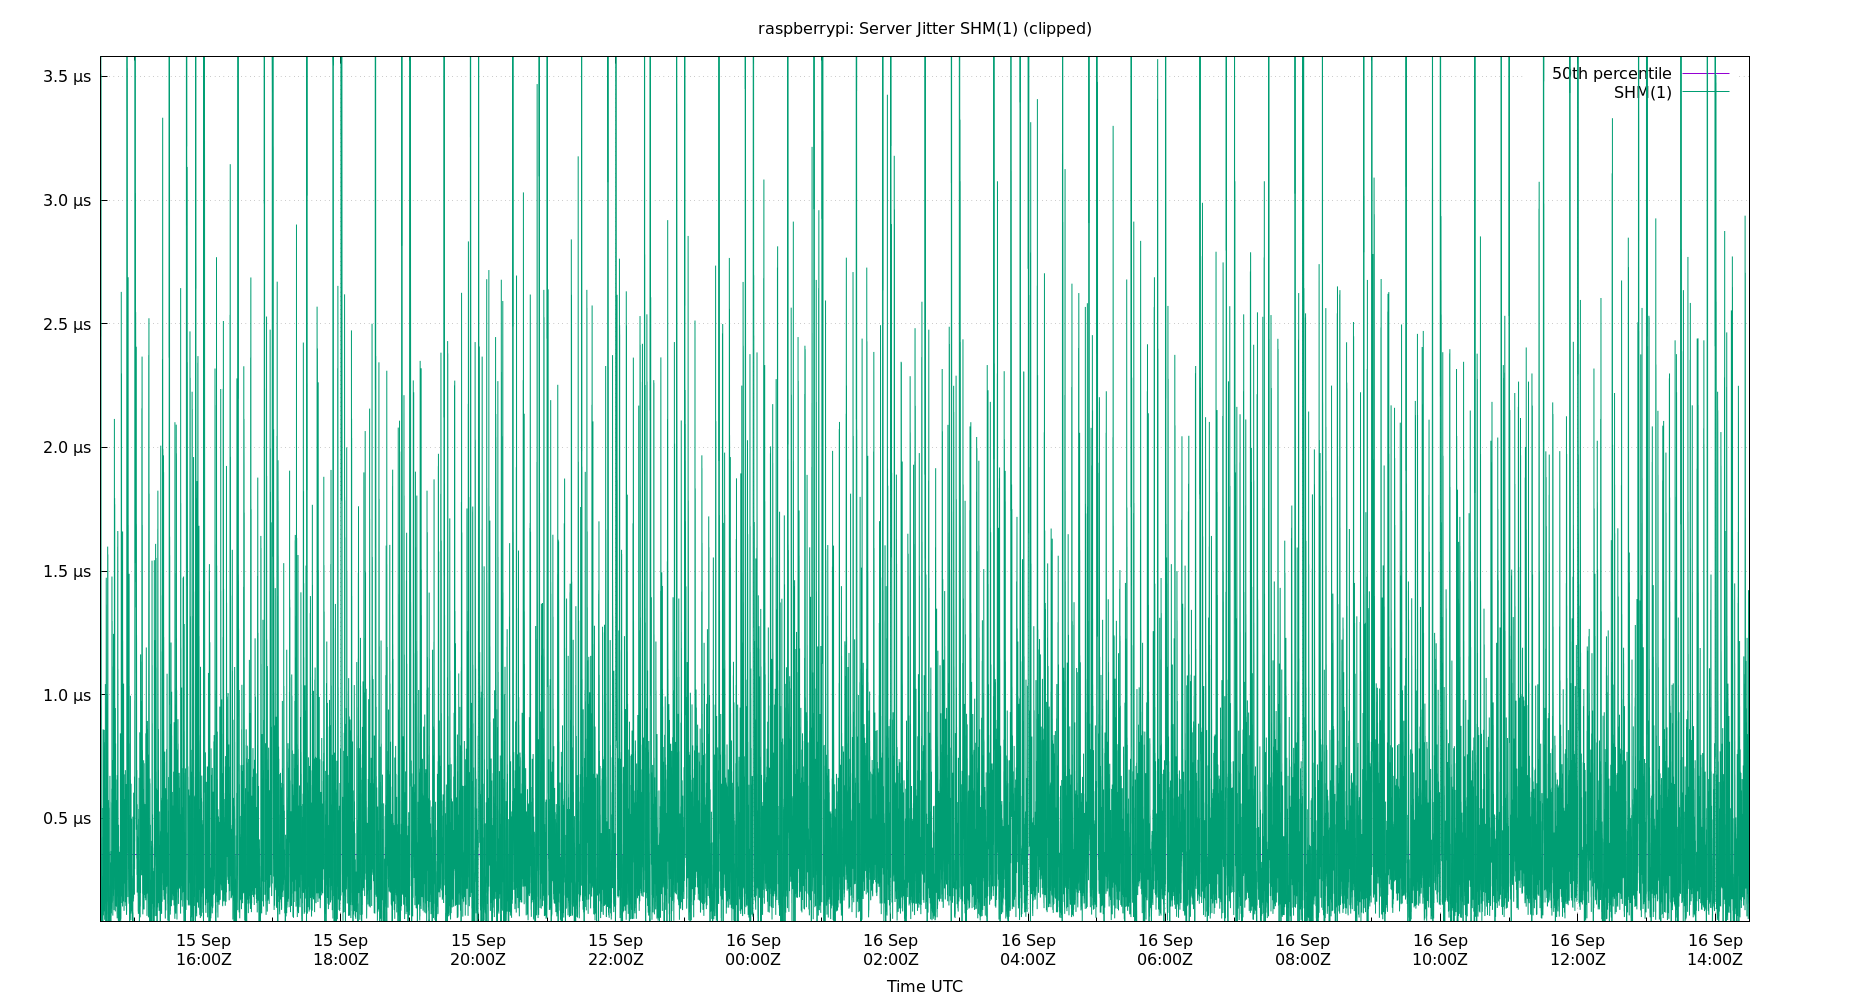 raspberrypi: Server Jitter SHM(1) (clipped)
50th percentile
SHM(1)
3.5 µs
3.0 µs
2.5 µs
2.0 µs
1.5 µs
1.0 µs
0.5 µs
15 Sep 15 Sep 15 Sep 15 Sep 16 Sep 16 Sep 16 Sep 16 Sep 16 Sep 16 Sep 16 Sep 16 Sep
16:00Z 18:00Z 20:00Z 22:00Z 00:00Z 02:00Z 04:00Z 06:00Z 08:00Z 10:00Z 12:00Z 14:00Z
Time UTC